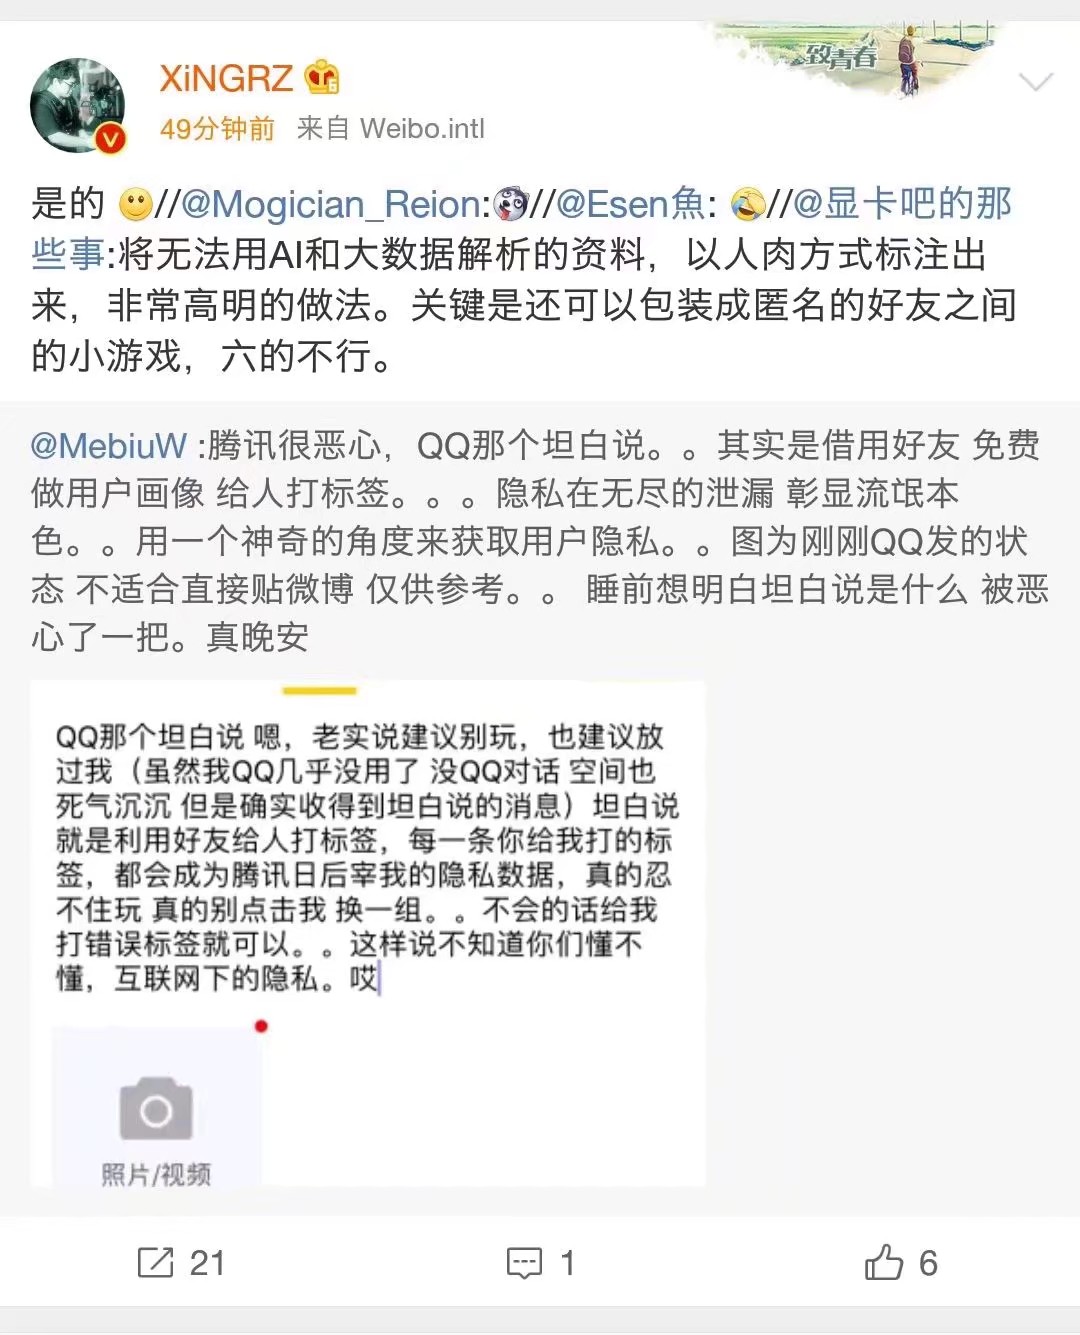 致青春
XiNGRZ
49分钟前 来自 Weibo.intl
是的 //@Mogician_Reion://@Esen魚: //@显卡吧的那
些事:将无法用AI和大数据解析的资料，以人肉方式标注出
来，非常高明的做法。关键是还可以包装成匿名的好友之间
的小游戏，六的不行。
@MebiuW :腾讯很恶心，QQ那个坦白说。。其实是借用好友 免费
做用户画像 给人打标签。。。隐私在无尽的泄漏 彰显流氓本
色。。用一个神奇的角度来获取用户隐私。。图为刚刚QQ发的状
态 不适合直接贴微博 仅供参考。。 睡前想明白坦白说是什么 被恶
心了一把。真晚安
QQ那个坦白说 嗯，老实说建议别玩，也建议放
过我（虽然我QQ几乎没用了 没QQ对话 空间也
死气沉沉 但是确实收得到坦白说的消息）坦白说
就是利用好友给人打标签，每一条你给我打的标
签，都会成为腾讯日后宰我的隐私数据，真的忍
不住玩 真的别点击我 换一组。。不会的话给我
打错误标签就可以。。这样说不知道你们懂不
懂，互联网下的隐私。哎
照片/视频
21
1
6